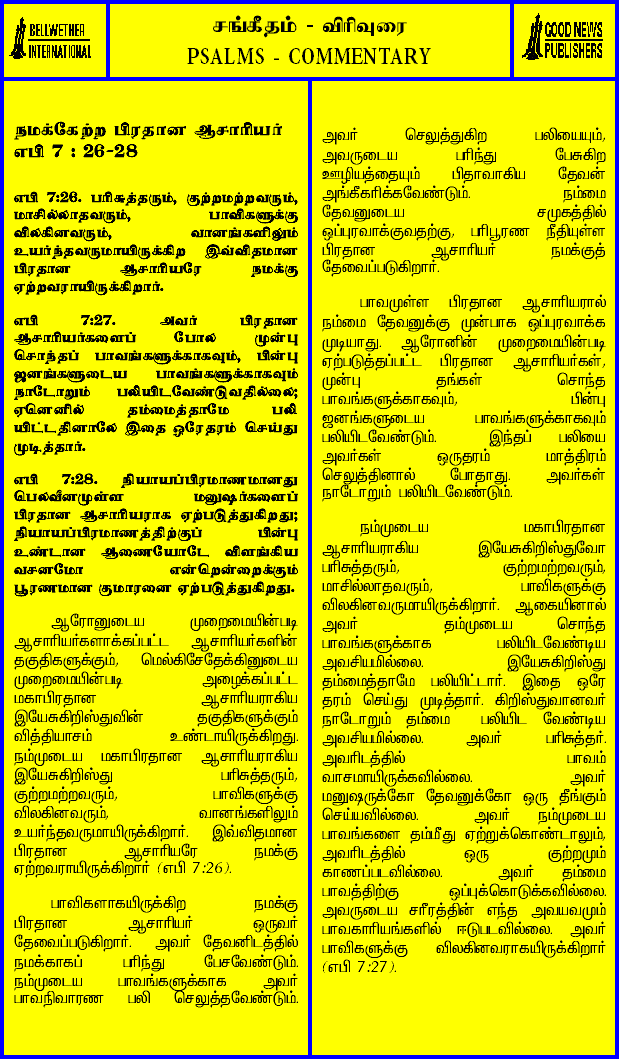 BELLWETHER
INTERNATIONAL
சங்கீதம் - விரிவுரை
PSALMS - COMMENTARY
GOOD NEWS
PUBLISHERS
நமக்கேற்ற பிரதான ஆசாரியர்
எபி 7 : 26-28
எபி 7:26. பரிசுத்தரும், குற்றமற்றவரும்,
மாசில்லாதவரும், பாவிகளுக்கு
விலகினவரும், வானங்களிலும்
உயர்ந்தவருமாயிருக்கிற இவ்விதமான
பிரதான ஆசாரியரே நமக்கு
ஏற்றவராயிருக்கிறார்.
எபி 7:27. அவர் பிரதான
ஆசாரியர்களைப் போல முன்பு
சொந்தப் பாவங்களுக்காகவும், பின்பு
ஜனங்களுடைய பாவங்களுக்காகவும்
நாடோறும் பலியிடவேண்டுவதில்லை;
ஏனெனில் தம்மைத்தாமே பலி
யிட்டதினாலே இதை ஒரேதரம் செய்து
முடித்தார்.
எபி 7:28. நியாயப்பிரமாணமானது
பெலவீனமுள்ள மனுஷர்களைப்
பிரதான ஆசாரியராக ஏற்படுத்துகிறது;
நியாயப்பிரமாணத்திற்குப் பின்பு
உண்டான ஆணையோடே விளங்கிய
வசனமோ என்றென்றைக்கும்
பூரணமான குமாரனை ஏற்படுத்துகிறது.
ஆரோனுடைய முறைமையின்படி
ஆசாரியர்களாக்கப்பட்ட ஆசாரியர்களின்
தகுதிகளுக்கும், மெல்கிசேதேக்கினுடைய
முறைமையின்படி அழைக்கப்பட்ட
மகாபிரதான ஆசாரியராகிய
இயேசுகிறிஸ்துவின் தகுதிகளுக்கும்
வித்தியாசம் உண்டாயிருக்கிறது.
நம்முடைய மகாபிரதான ஆசாரியராகிய
இயேசுகிறிஸ்து பரிசுத்தரும்,
குற்றமற்றவரும், பாவிகளுக்கு
விலகினவரும், வானங்களிலும்
உயர்ந்தவருமாயிருக்கிறார். இவ்விதமான
பிரதான ஆசாரியரே நமக்கு
ஏற்றவராயிருக்கிறார் (எபி 7:26).
பாவிகளாகயிருக்கிற நமக்கு
பிரதான ஆசாரியர் ஒருவர்
தேவைப்படுகிறார். அவர் தேவனிடத்தில்
நமக்காகப் பரிந்து பேசவேண்டும்.
நம்முடைய பாவங்களுக்காக அவர்
பாவநிவாரண பலி செலுத்தவேண்டும்.
அவர் செலுத்துகிற பலியையும்,
அவருடைய பரிந்து பேசுகிற
ஊழியத்தையும் பிதாவாகிய தேவன்
அங்கீகரிக்கவேண்டும். நம்மை
தேவனுடைய சமுகத்தில்
ஒப்புரவாக்குவதற்கு, பரிபூரண நீதியுள்ள
பிரதான ஆசாரியர் நமக்குத்
தேவைப்படுகிறார்.
பாவமுள்ள பிரதான ஆசாரியரால்
நம்மை தேவனுக்கு முன்பாக ஒப்புரவாக்க
முடியாது. ஆரோனின் முறைமையின்படி
ஏற்படுத்தப்பட்ட பிரதான ஆசாரியர்கள்,
முன்பு தங்கள் சொந்த
பாவங்களுக்காகவும், பின்பு
ஜனங்களுடைய பாவங்களுக்காகவும்
பலியிடவேண்டும். இந்தப் பலியை
அவர்கள் ஒருதரம் மாத்திரம்
செலுத்தினால் போதாது. அவர்கள்
நாடோறும் பலியிடவேண்டும்.
நம்முடைய மகாபிரதான
ஆசாரியராகிய இயேசுகிறிஸ்துவோ
பரிசுத்தரும், குற்றமற்றவரும்,
மாசில்லாதவரும், பாவிகளுக்கு
விலகினவருமாயிருக்கிறார். ஆகையினால்
அவர் தம்முடைய சொந்த
பாவங்களுக்காக பலியிடவேண்டிய
அவசியமில்லை. இயேசுகிறிஸ்து
தம்மைத்தாமே பலியிட்டார். இதை ஒரே
தரம் செய்து முடித்தார். கிறிஸ்துவானவர்
நாடோறும் தம்மை பலியிட வேண்டிய
அவசியமில்லை. அவர் பரிசுத்தர்.
அவரிடத்தில் பாவம்
வாசமாயிருக்கவில்லை. அவர்
மனுஷருக்கோ தேவனுக்கோ ஒரு தீங்கும்
செய்யவில்லை. அவர் நம்முடைய
பாவங்களை தம்மீது ஏற்றுக்கொண்டாலும்,
அவரிடத்தில் ஒரு குற்றமும்
காணப்படவில்லை. அவர் தம்மை
பாவத்திற்கு ஒப்புக்கொடுக்கவில்லை.
அவருடைய சரீரத்தின் எந்த அவயவமும்
பாவகாரியங்களில் ஈடுபடவில்லை. அவர்
பாவிகளுக்கு விலகினவராகயிருக்கிறார்
(எபி 7:27).